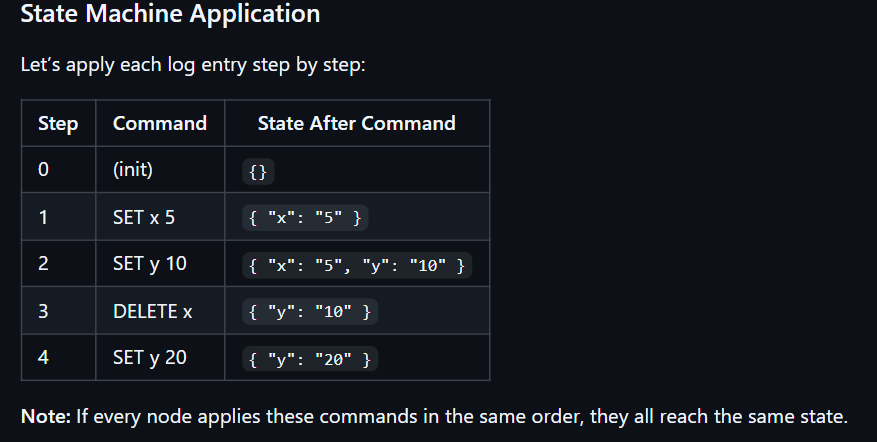 State Machine Application
Let’s apply each log entry step by step:
Step Command State After Command
0 (init) {}
1 SET x 5 { "x": "5" }
2 SET y 10 { "x": "5", "y": "10" }
3 DELETE x { "y": "10" }
4 SET y 20 { "y": "20" }
Note: If every node applies these commands in the same order, they all reach the same state.